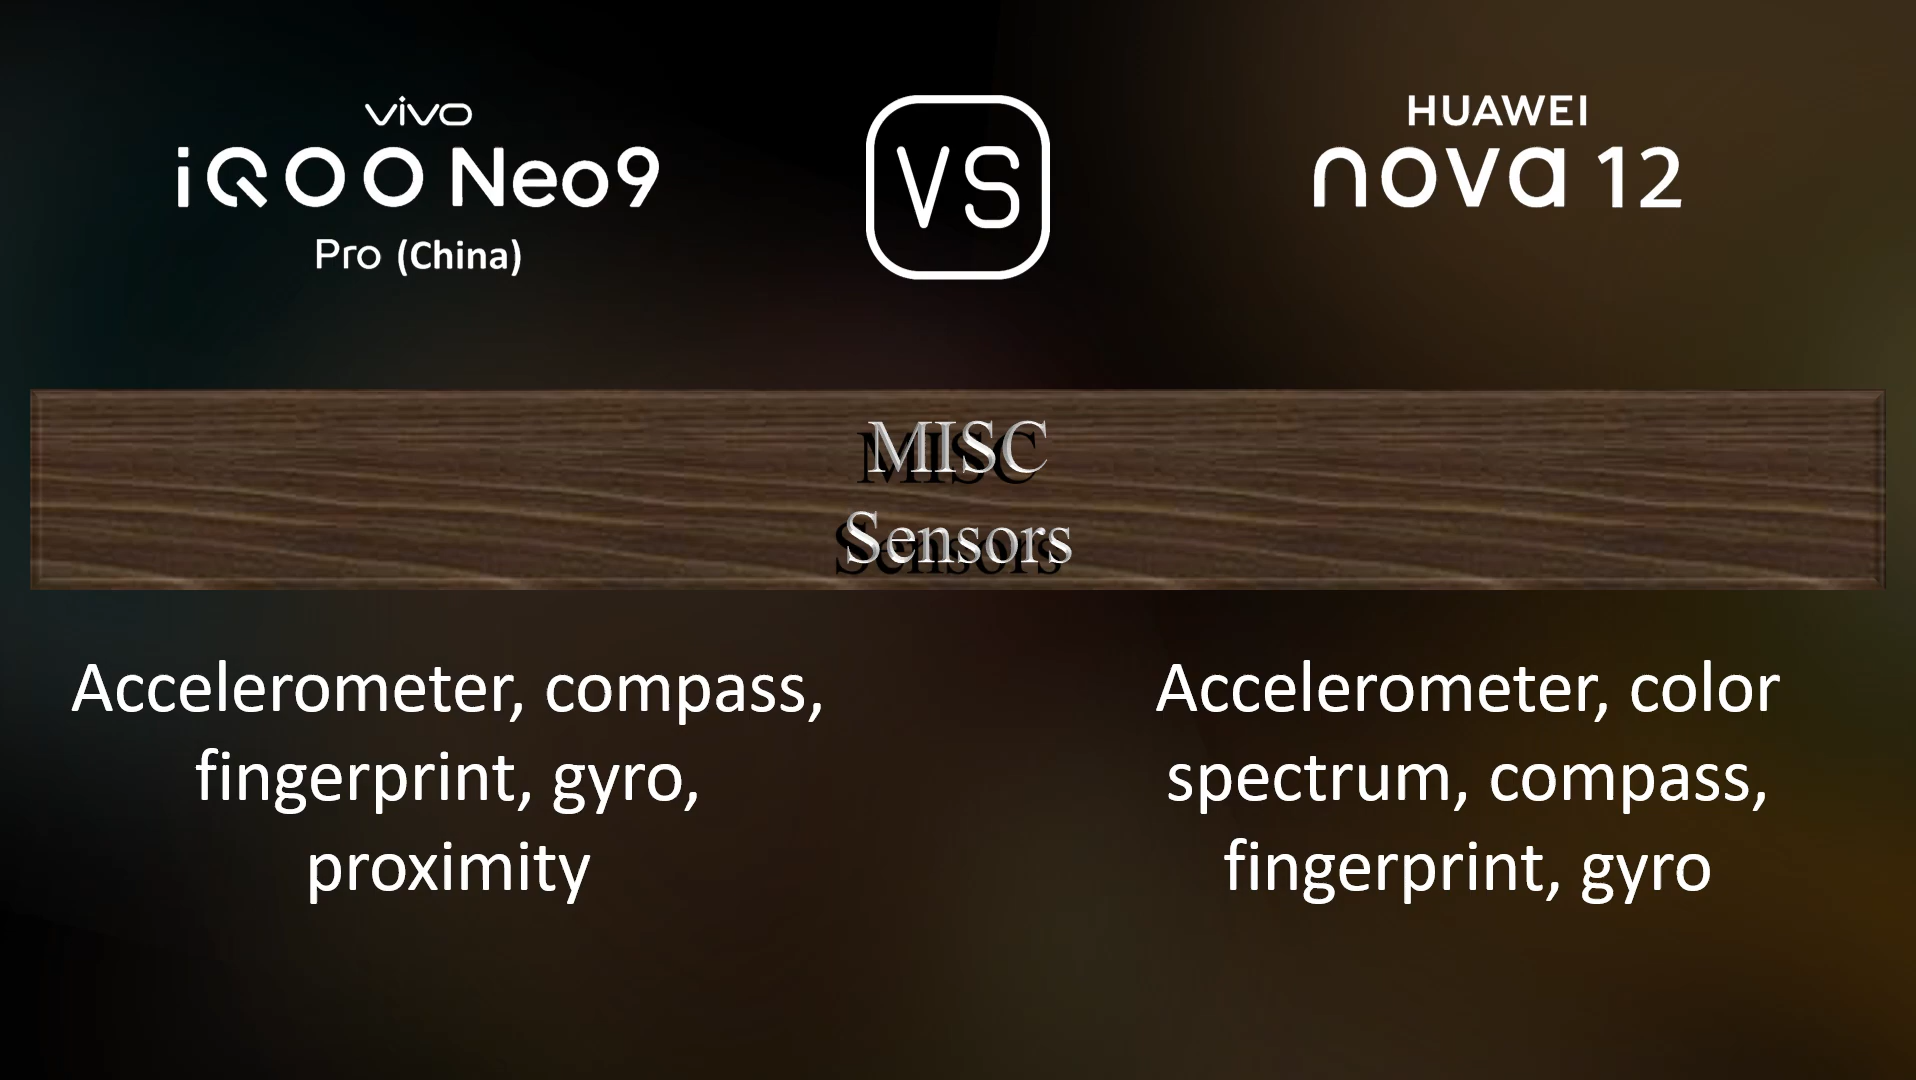 vivo
iQOO Neo9
Pro (China)
VS
HUAWEI
nova 12
MISC
Sensors
Accelerometer, compass,
fingerprint, gyro,
proximity
Accelerometer, color
spectrum, compass,
fingerprint, gyro